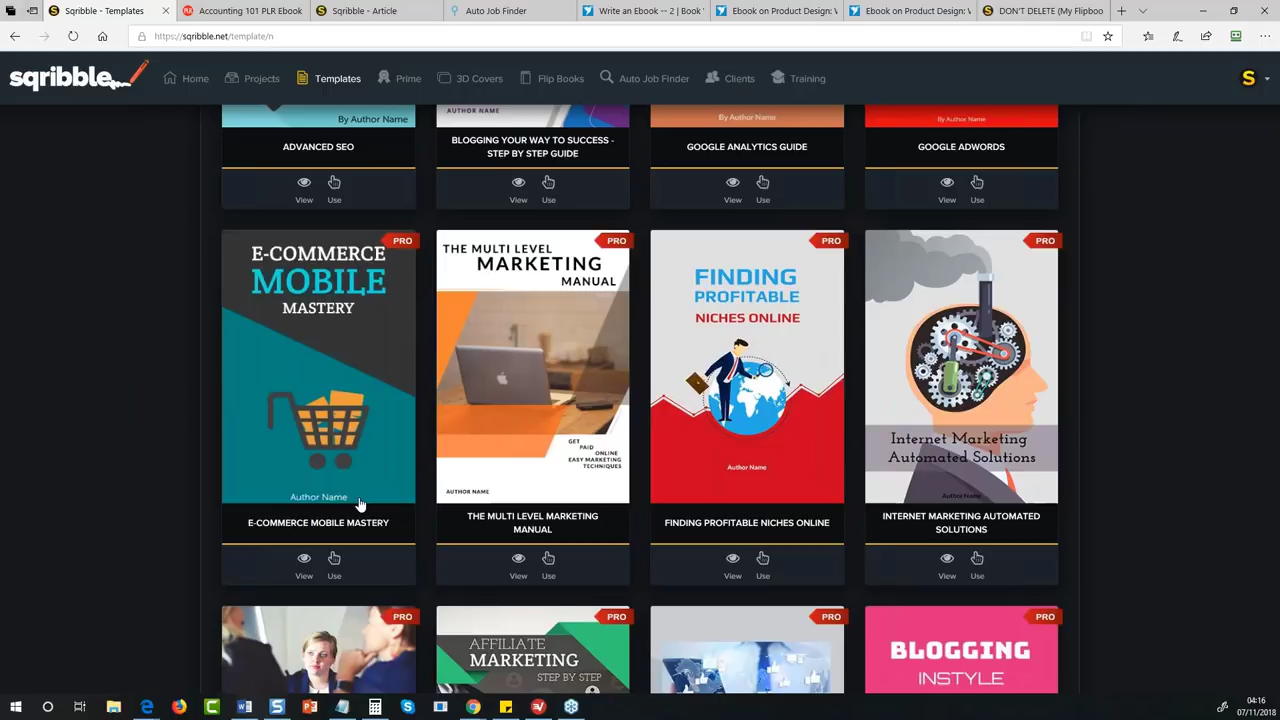 Sqribble - Templates
Accounting 101 PLR Ebook
Sqribble - Article
Auto Job Finder
Write an Ebook -- 2 | Book
Ebook on Product Design:
Ebook on Product Design:
DON'T DELETE (My Flipboo
https://sqribble.net/template/n
sqribble
Home
Projects
Templates
Prime
3D Covers
Flip Books
Auto Job Finder
Clients
Training
S
By Author Name
AUTHOR NAME
By Author Name
By Author Name
ADVANCED SEO
BLOGGING YOUR WAY TO SUCCESS -
STEP BY STEP GUIDE
GOOGLE ANALYTICS GUIDE
GOOGLE ADWORDS
View Use
View Use
View Use
View Use
PRO
E-COMMERCE
MOBILE
MASTERY
Author Name
PRO
THE MULTI LEVEL
MARKETING
MANUAL
GET
PAID
ONLINE
EASY MARKETING
TECHNIQUES
AUTHOR NAME
PRO
FINDING
PROFITABLE
NICHES ONLINE
Author Name
PRO
Internet Marketing
Automated Solutions
Author Name
E-COMMERCE MOBILE MASTERY
THE MULTI LEVEL MARKETING
MANUAL
FINDING PROFITABLE NICHES ONLINE
INTERNET MARKETING AUTOMATED
SOLUTIONS
View Use
View Use
View Use
View Use
PRO
PRO
AFFILIATE
MARKETING
STEP BY STEP
PRO
PRO
BLOGGING
INSTYLE
04:16
07/11/2018